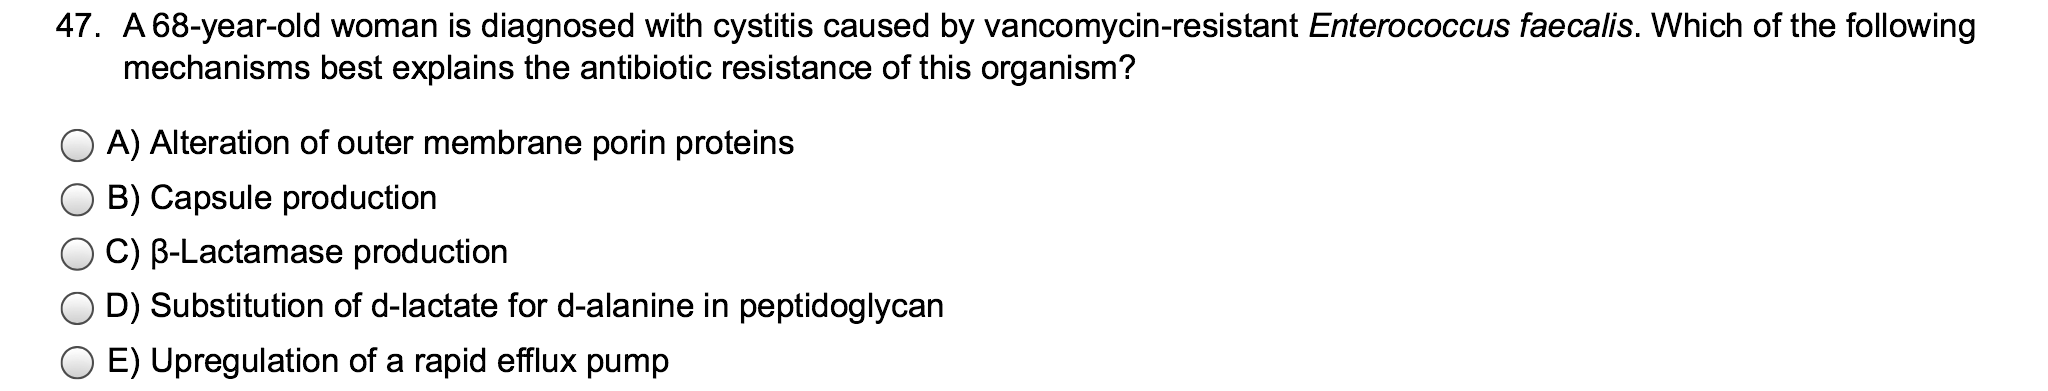 47. A 68-year-old woman is diagnosed with cystitis caused by vancomycin-resistant Enterococcus faecalis. Which of the following
mechanisms best explains the antibiotic resistance of this organism?
A) Alteration of outer membrane porin proteins
B) Capsule production
C) β-Lactamase production
D) Substitution of d-lactate for d-alanine in peptidoglycan
E) Upregulation of a rapid efflux pump